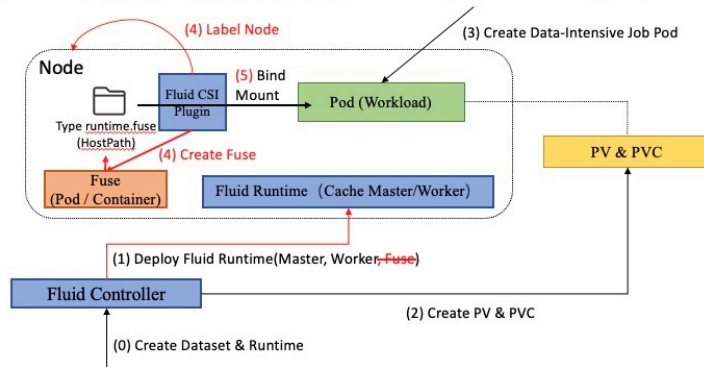 (4) Label Node
(3) Create Data-Intensive Job Pod
Node
Fluid CSI
Plugin
(5) Bind
Mount
Pod (Workload)
Type runtime.fuse
(HostPath)
(4) Create Fuse
PV & PVC
Fuse
(Pod / Container)
Fluid Runtime（Cache Master/Worker）
(1) Deploy Fluid Runtime(Master, Worker, Fuse)
Fluid Controller
(2) Create PV & PVC
(0) Create Dataset & Runtime